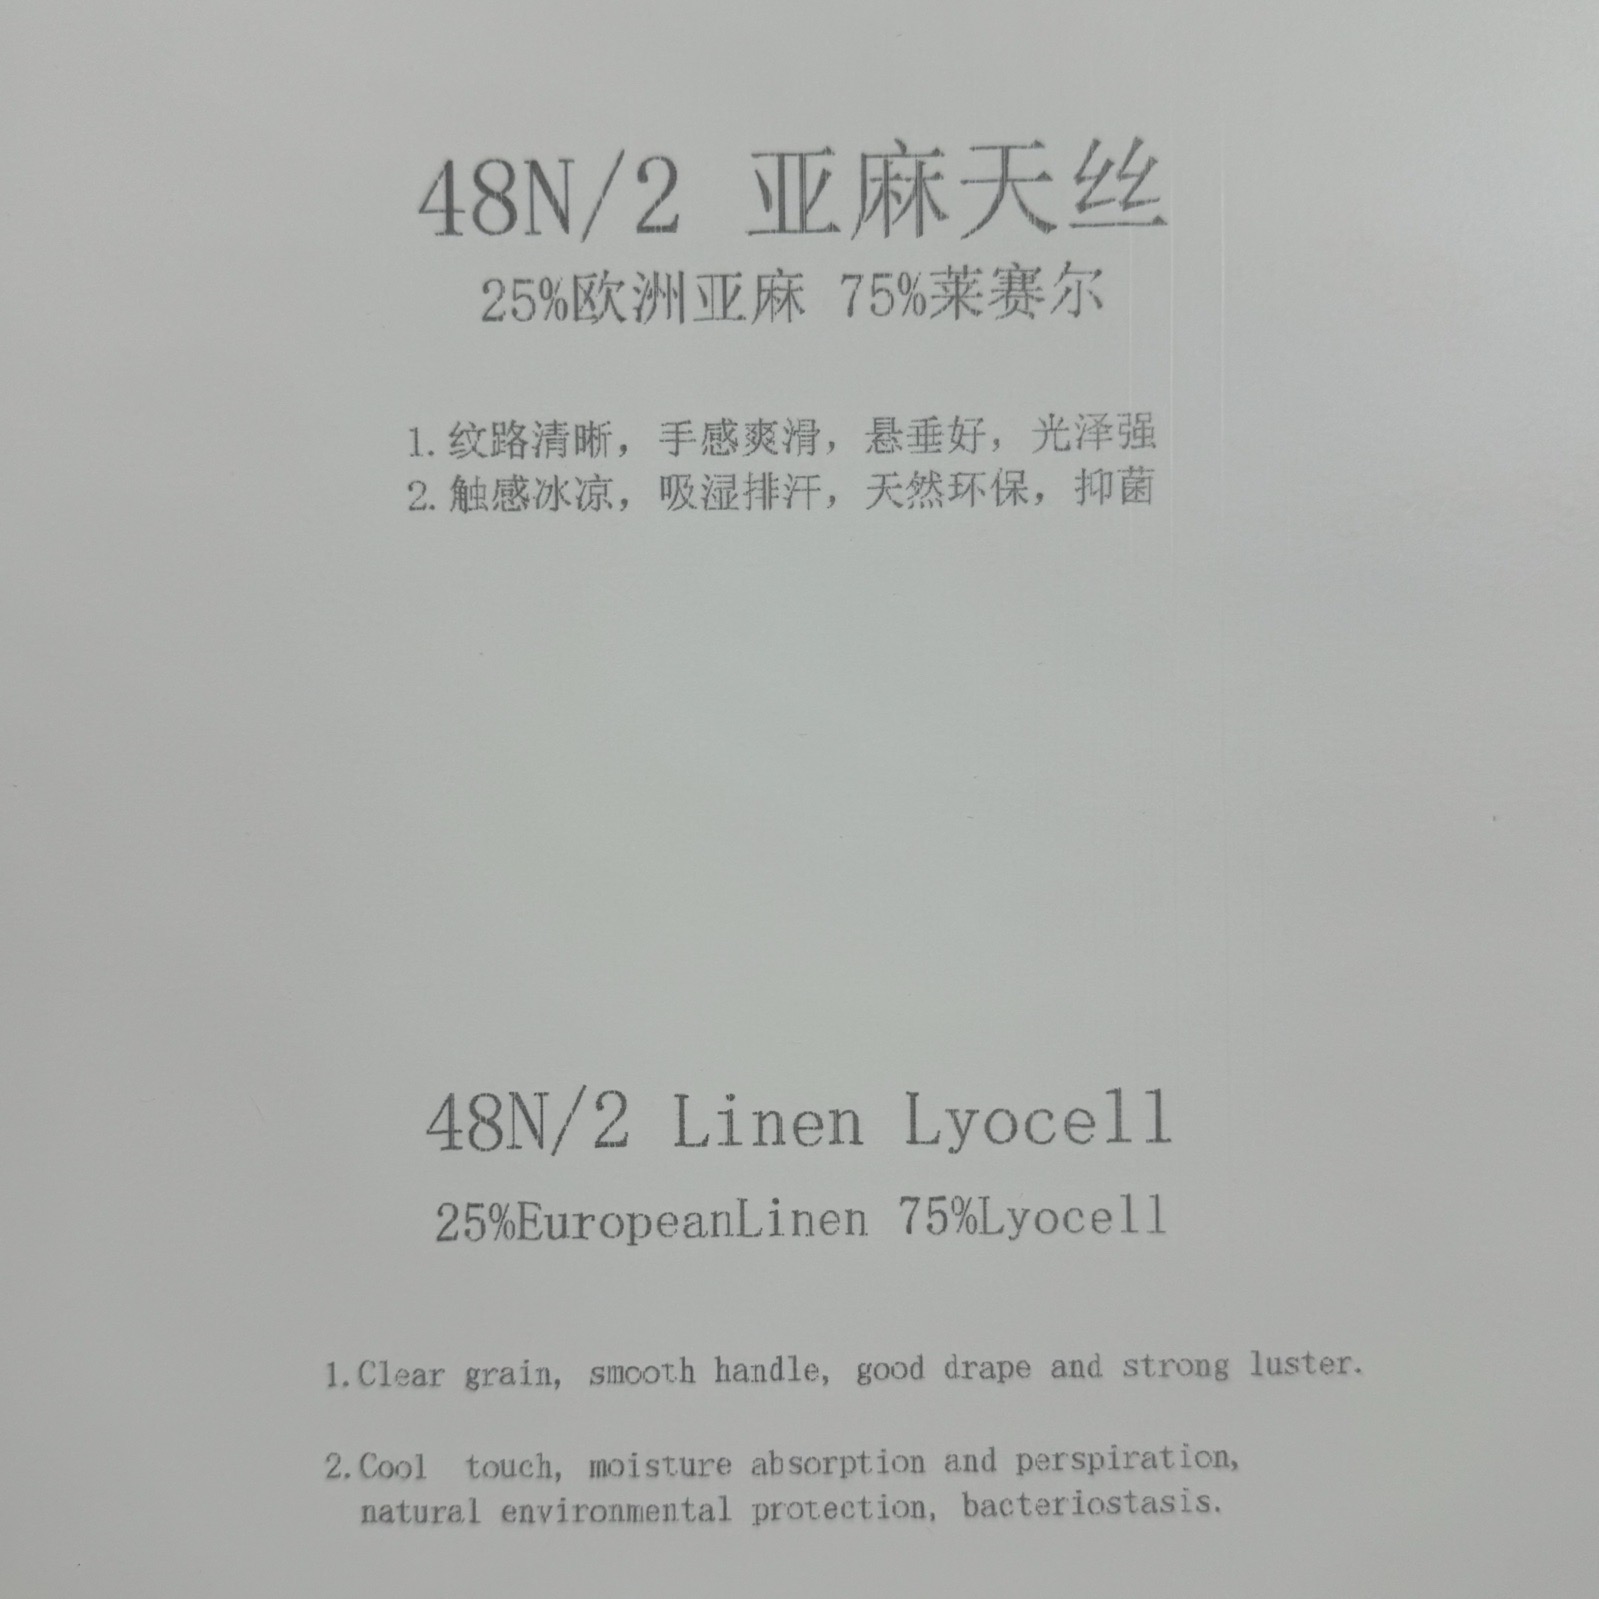 48N/2 亚麻天丝
25%欧洲亚麻 75%莱赛尔
1.纹路清晰，手感爽滑，悬垂好，光泽强
2.触感冰凉，吸湿排汗，天然环保，抑菌
48N/2 Linen Lyocell
25%EuropeanLinen 75%Lyocell
1.Clear grain, smooth handle, good drape and strong luster.
2.Cool touch, moisture absorption and perspiration,
natural environmental protection, bacteriostasis.